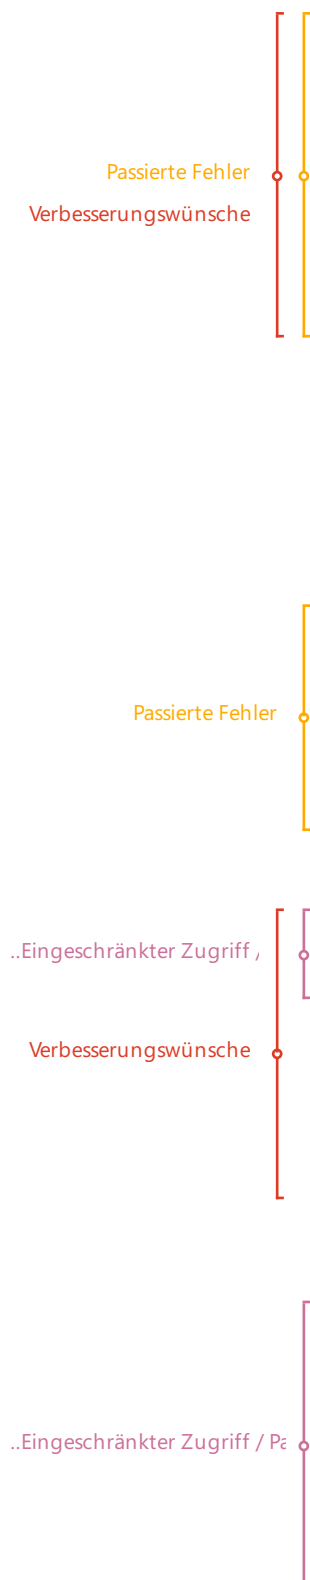 Passierte Fehler
Verbesserungswünsche
Passierte Fehler
..Eingeschränkter Zugriff /
Verbesserungswünsche
..Eingeschränkter Zugriff / Pa